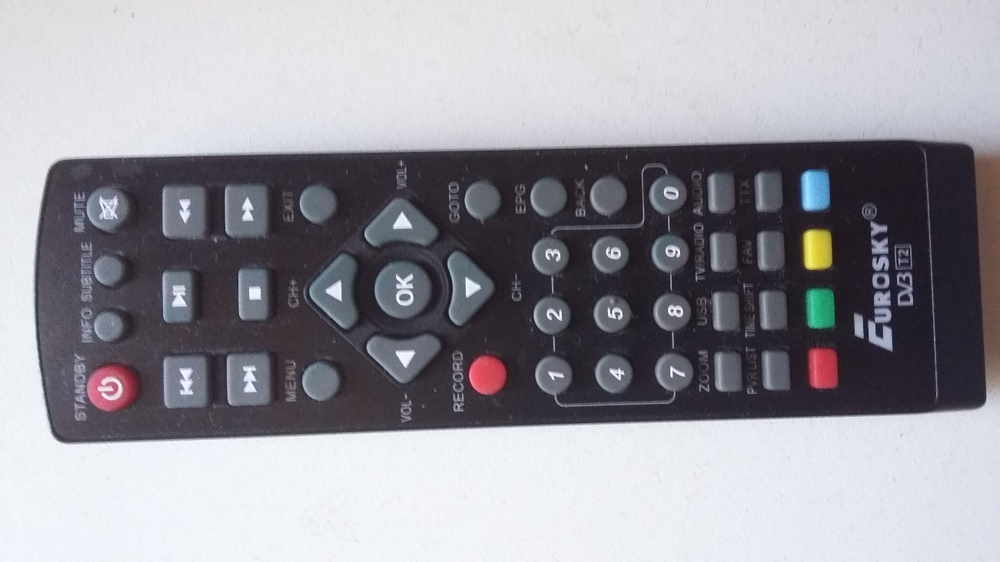 STANDBY INFO SUBTITLE MUTE
MENU CH+ EXIT
OK
VOL- VOL+
RECORD GOTO
CH- EPG
BACK
1 2 3
4 5 6
7 8 9 0
ZOOM USB TV/RADIO AUDIO
PVR LIST TIME SHIFT FAV TTX
EUROSKY®
DVB T2